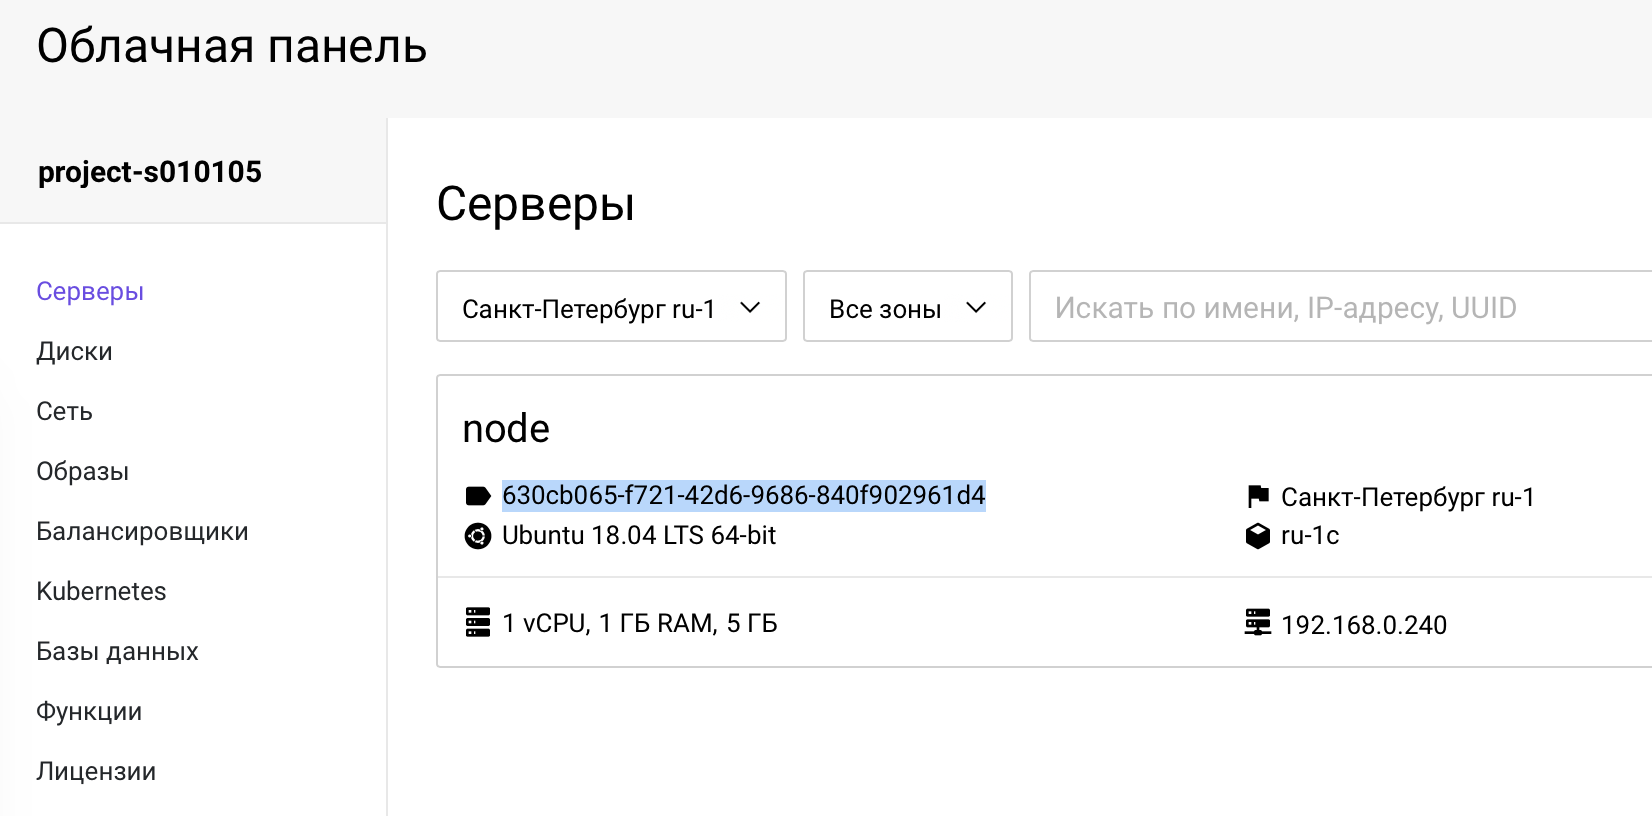 Облачная панель
project-s010105
Серверы
Диски
Сеть
Образы
Балансировщики
Kubernetes
Базы данных
Функции
Лицензии
Серверы
Санкт-Петербург ru-1
Все зоны
Искать по имени, IP-адресу, UUID
node
630cb065-f721-42d6-9686-840f902961d4
Санкт-Петербург ru-1
Ubuntu 18.04 LTS 64-bit
ru-1c
1 vCPU, 1 ГБ RAM, 5 ГБ
192.168.0.240